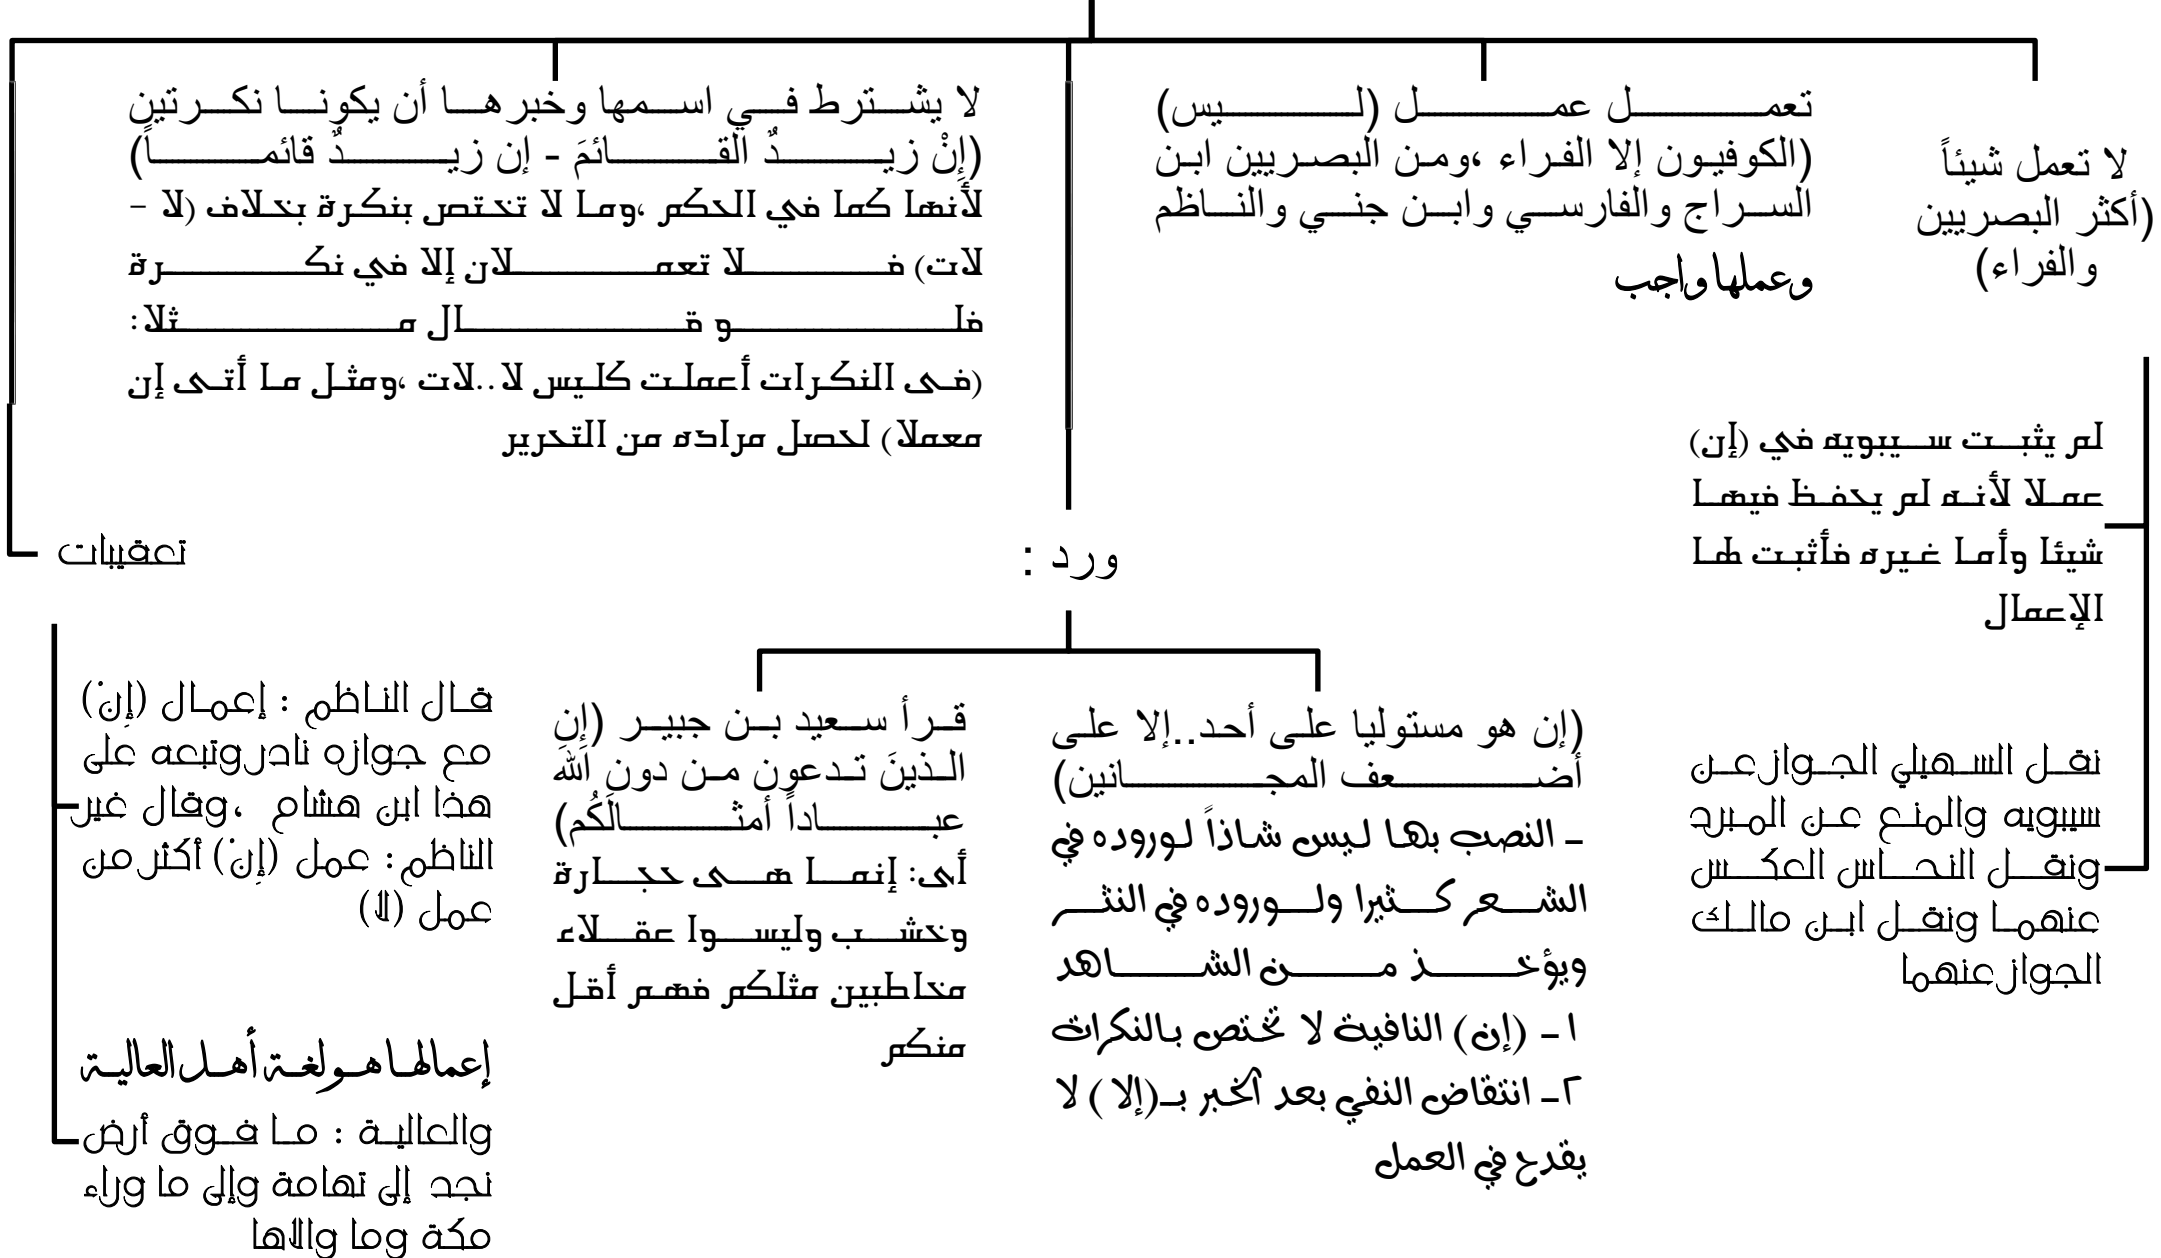 لا تعمل شيئاً
(أكثر البصريين
والفراء)
لم يثبت سيبويه في (إن)
عملا لأنه لم يحفظ فيها
شيئا وأما غيره فأثبت لها
الإعمال
نقل السهيلي الجواز عن
سيبويه والمنع عن المبرد
ونقل النحاس العكس
عنهما ونقل ابن مالك
الجواز عنهما
تعمل عمل (ليس)
(الكوفيون إلا الفراء ،ومن البصريين ابن
السراج والفارسي وابن جني والناظم
وعملها واجب
ورد :
(إن هو مستوليا على أحد..إلا على
أضعف المجانين)
- النصب بها ليس شاذاً لوروده في
الشعر كثيرا ولوروده في النثر
ويؤخذ من الشاهد
١- (إن) النافية لا تختص بالنكرات
٢- انتقاض النفي بعد الخبر بـ(إلا ) لا
يقدح في العمل
قرأ سعيد بن جبير (إنِ
الذينَ تدعون من دونِ اللهَ
عباداً أمثالَكُم)
أى: إنما هى حجارة
وخشب وليسوا عقلاء
مخاطبين مثلكم فهم أقل
منكم
لا يشترط في اسمها وخبرها أن يكونا نكرتين
(إِنْ زيدٌ القائمَ - إن زيدٌ قائماً)
لأنها كما في الحكم ،وما لا تختص بنكرة بخلاف (لا -
لات) فلا تعملان إلا في نكرة
فلو قال مثلا:
(فى النكرات أعملت كليس لا..لات ،ومثل ما أتى إن
معملا) لحصل مراده من التحرير
تعقيبات
قال الناظم : إعمال (إِنْ)
مع جوازه نادر وتبعه على
هذا ابن هشام ،وقال غير
الناظم : عمل (إِنْ) أكثر من
عمل (لا)
إعمالها هو لغة أهل العالية
والعالية : ما فوق أرض
نجد إلى تهامة وإلى ما وراء
مكة وما والاها